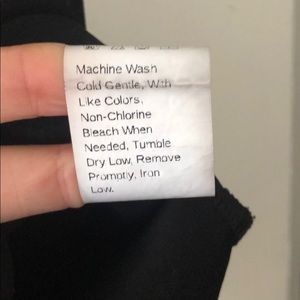 Machine Wash
Cold Gentle, With
Like Colors,
Non-Chlorine
Bleach When
Needed, Tumble
Dry Low, Remove
Promptly, Iron
Low.